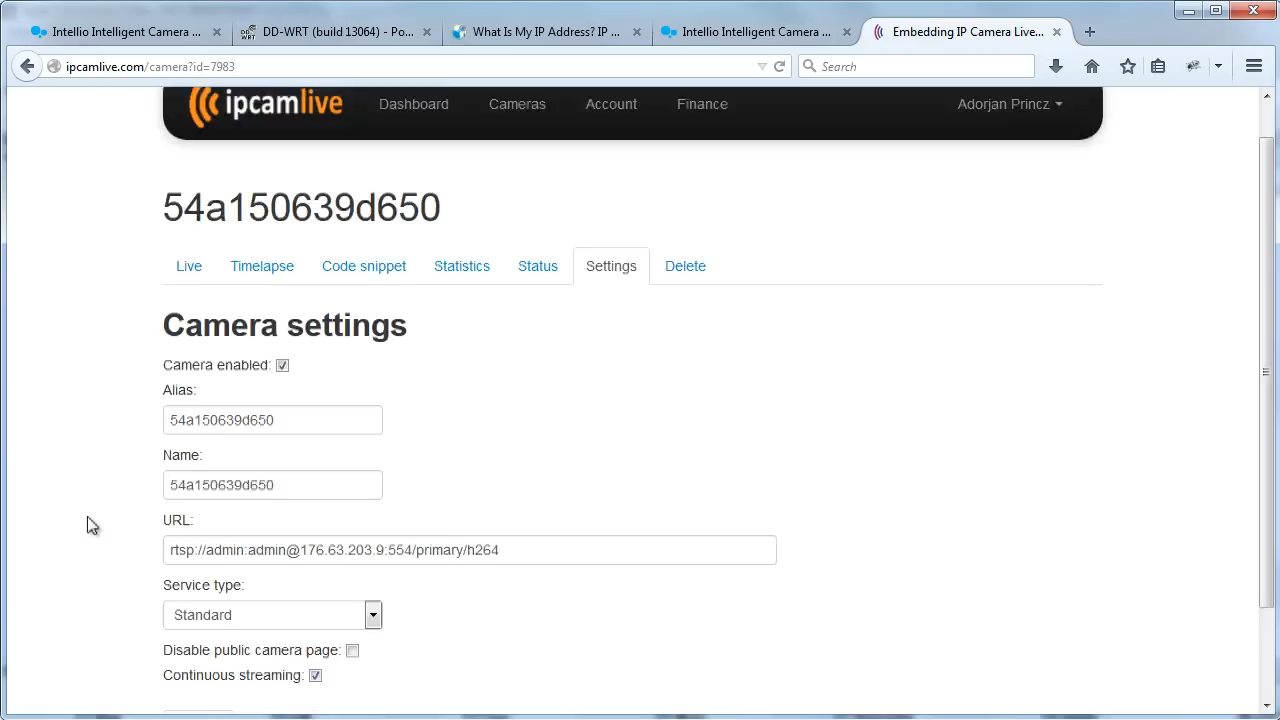 Intellio Intelligent Camera ... DD-WRT (build 13064) - Po... What Is My IP Address? IP ... Intellio Intelligent Camera ... Embedding IP Camera Live...
ipcamlive.com/camera?id=7983 Search
ipcamlive Dashboard Cameras Account Finance Adorjan Princz
54a150639d650
Live Timelapse Code snippet Statistics Status Settings Delete
Camera settings
Camera enabled:
Alias:
54a150639d650
Name:
54a150639d650
URL:
rtsp://admin:admin@176.63.203.9:554/primary/h264
Service type:
Standard
Disable public camera page:
Continuous streaming: